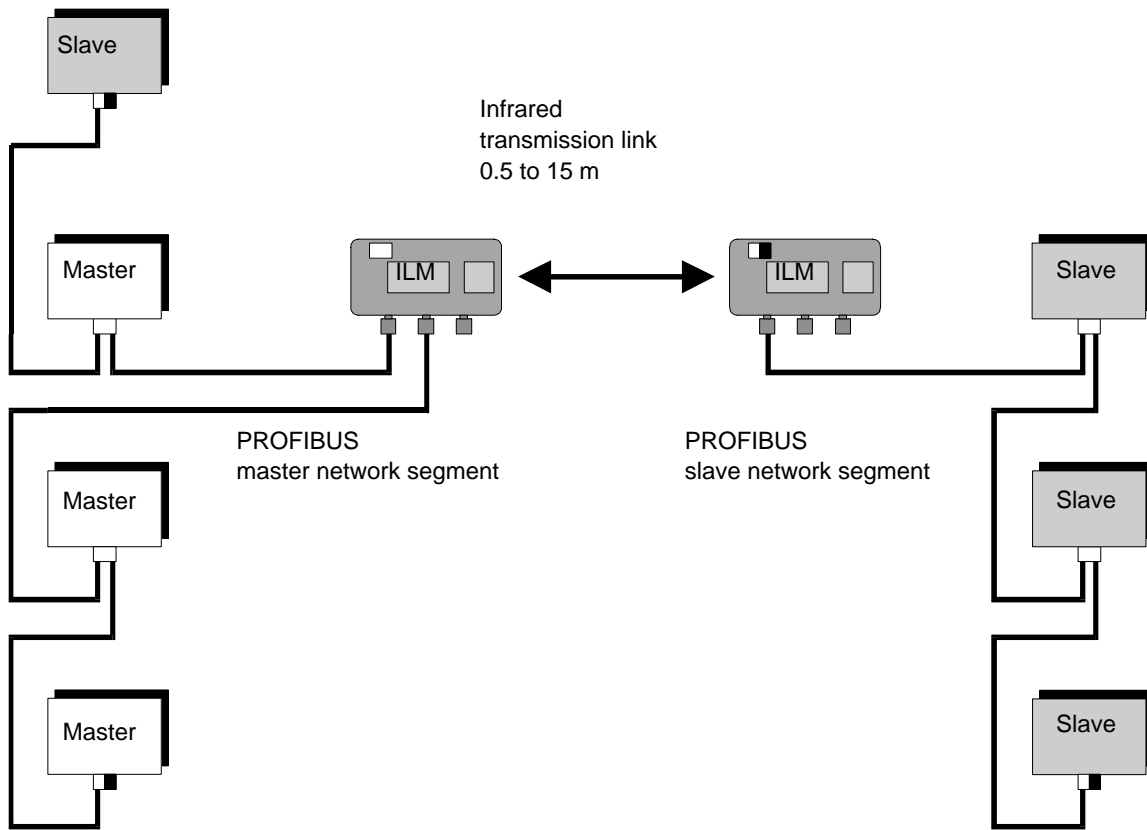 Slave
Infrared
transmission link
0.5 to 15 m
Master
ILM
ILM
Slave
PROFIBUS
master network segment
PROFIBUS
slave network segment
Master
Slave
Master
Slave